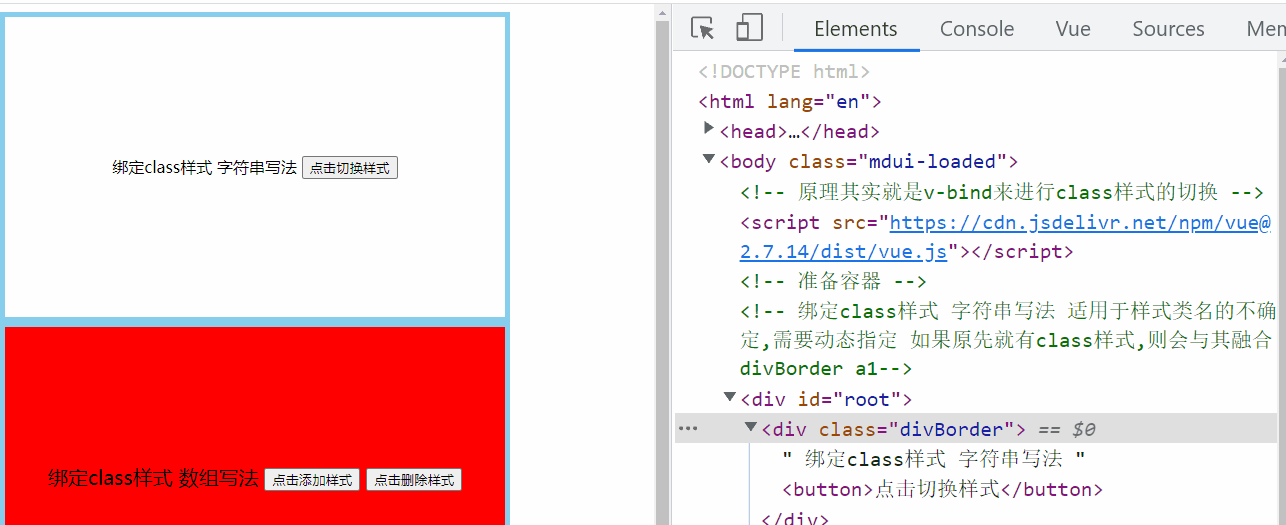 绑定class样式 字符串写法 点击切换样式
绑定class样式 数组写法 点击添加样式 点击删除样式
Elements Console Vue Sources Mem
<!DOCTYPE html>
<html lang="en">
<head>…</head>
<body class="mdui-loaded">
<!-- 原理其实就是v-bind来进行class样式的切换 -->
<script src="https://cdn.jsdelivr.net/npm/vue@
2.7.14/dist/vue.js"></script>
<!-- 准备容器 -->
<!-- 绑定class样式 字符串写法 适用于样式类名的不确
定,需要动态指定 如果原先就有class样式,则会与其融合
divBorder a1-->
<div id="root">
<div class="divBorder"> == $0
" 绑定class样式 字符串写法 "
<button>点击切换样式</button>
</div>